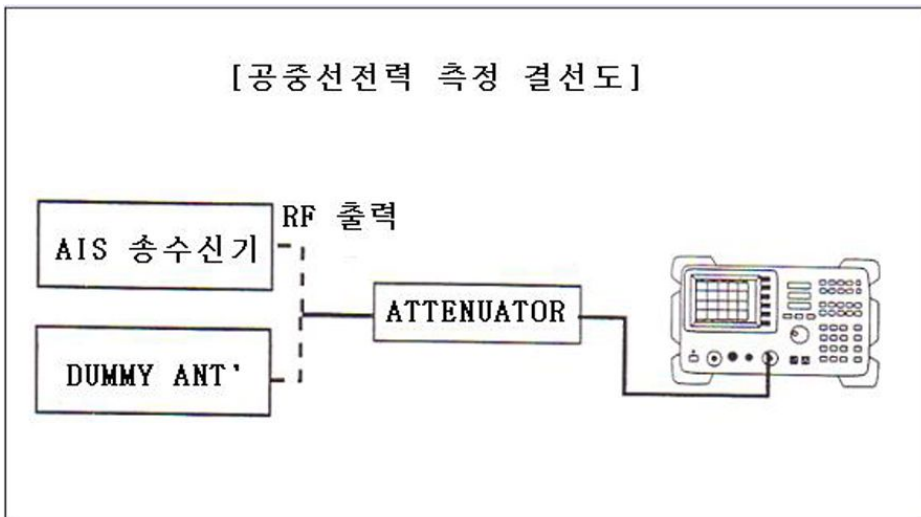 [공중선전력 측정 결선도]
RF 출력
AIS 송수신기
ATTENUATOR
DUMMY ANT'